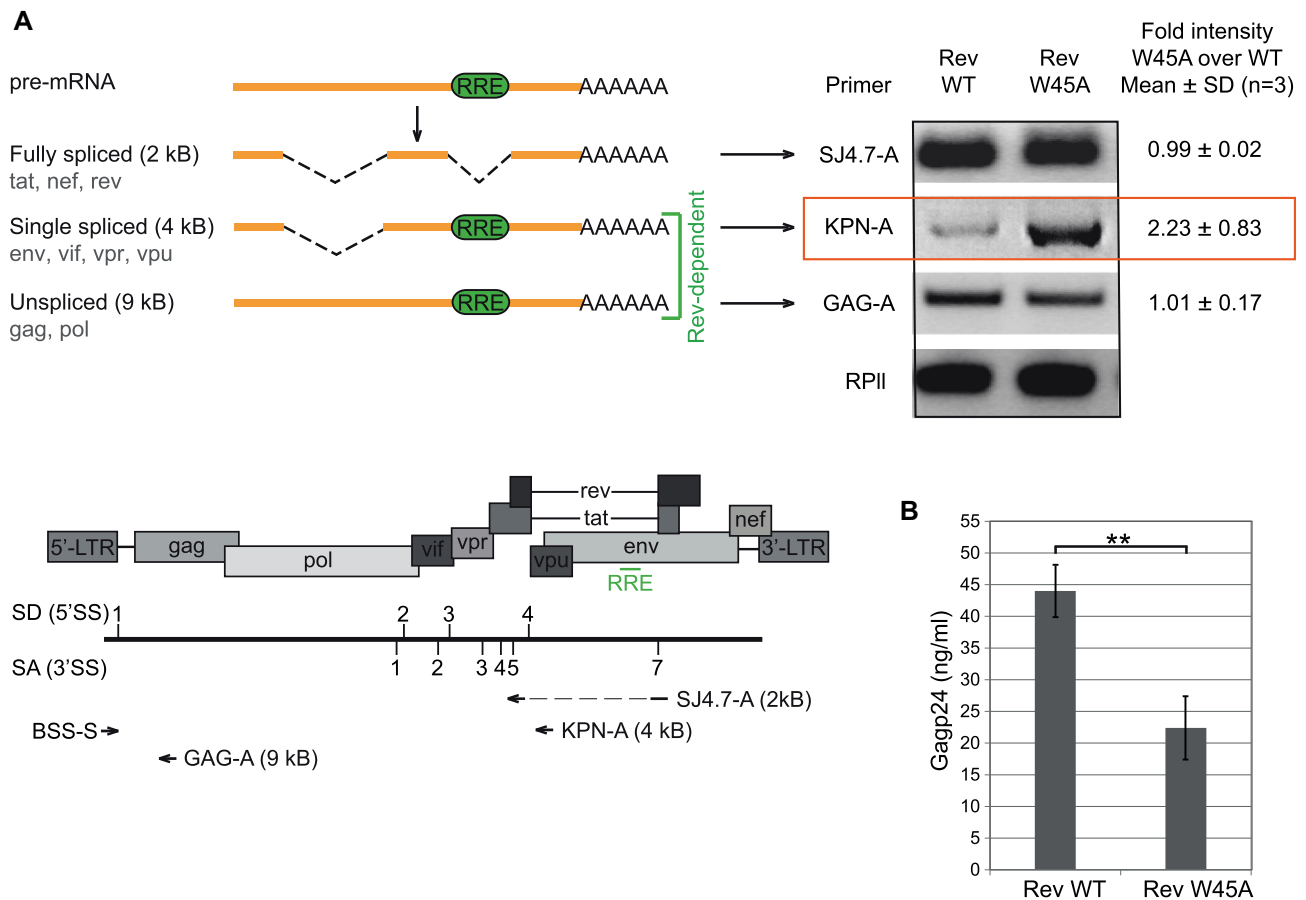 A
pre-mRNA
RRE
AAAAAA
Fully spliced (2 kB)
tat, nef, rev
AAAAAA
Single spliced (4 kB)
env, vif, vpr, vpu
RRE
AAAAAA
Unspliced (9 kB)
gag, pol
RRE
AAAAAA
Rev-dependent
Primer
Rev
WT
Rev
W45A
Fold intensity
W45A over WT
Mean ± SD (n=3)
SJ4.7-A
0.99 ± 0.02
KPN-A
2.23 ± 0.83
GAG-A
1.01 ± 0.17
RPII
5'-LTR
gag
pol
vif
vpr
rev
tat
vpu
env
nef
3'-LTR
RRE
SD (5'SS) 1 2 3 4
SA (3'SS) 1 2 3 4 5 7
SJ4.7-A (2kB)
BSS-S
KPN-A (4 kB)
GAG-A (9 kB)
B
**
Gagp24 (ng/ml)
55
50
45
40
35
30
25
20
15
10
5
0
Rev WT
Rev W45A